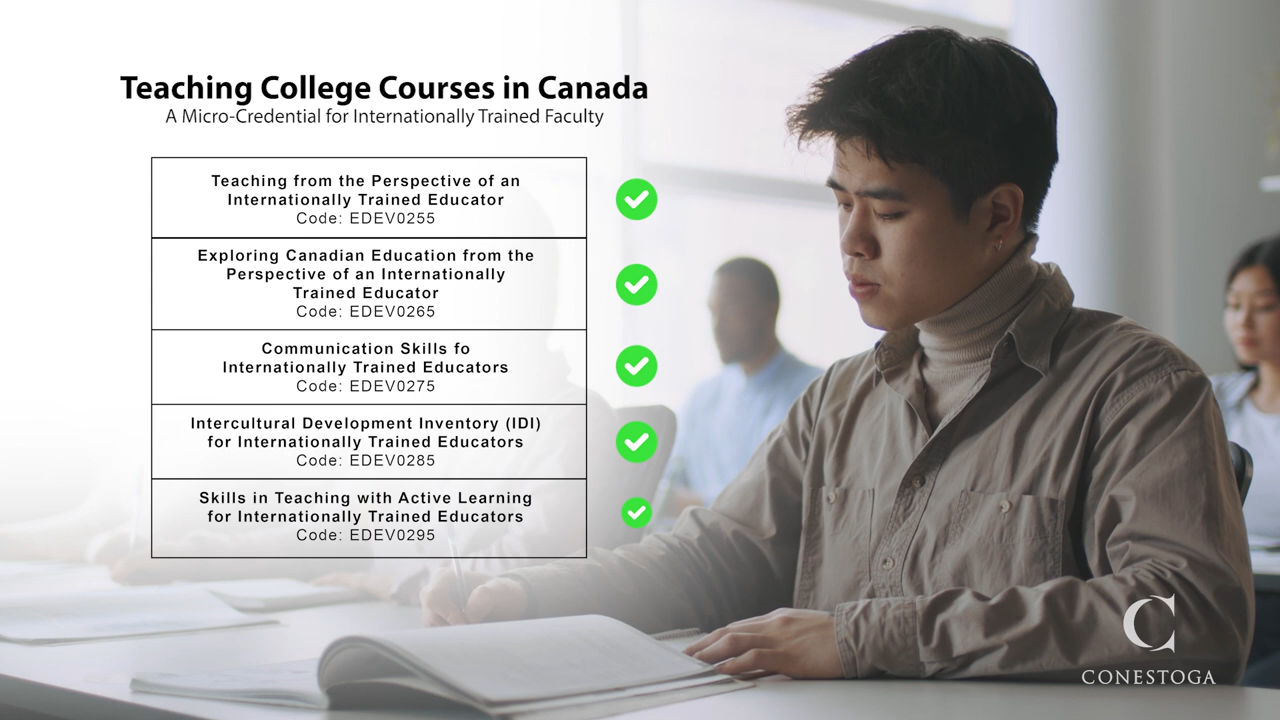 Teaching College Courses in Canada
A Micro-Credential for Internationally Trained Faculty
Teaching from the Perspective of an
Internationally Trained Educator
Code: EDEV0255
Exploring Canadian Education from the
Perspective of an Internationally
Trained Educator
Code: EDEV0265
Communication Skills fo
Internationally Trained Educators
Code: EDEV0275
Intercultural Development Inventory (IDI)
for Internationally Trained Educators
Code: EDEV0285
Skills in Teaching with Active Learning
for Internationally Trained Educators
Code: EDEV0295
CONESTOGA